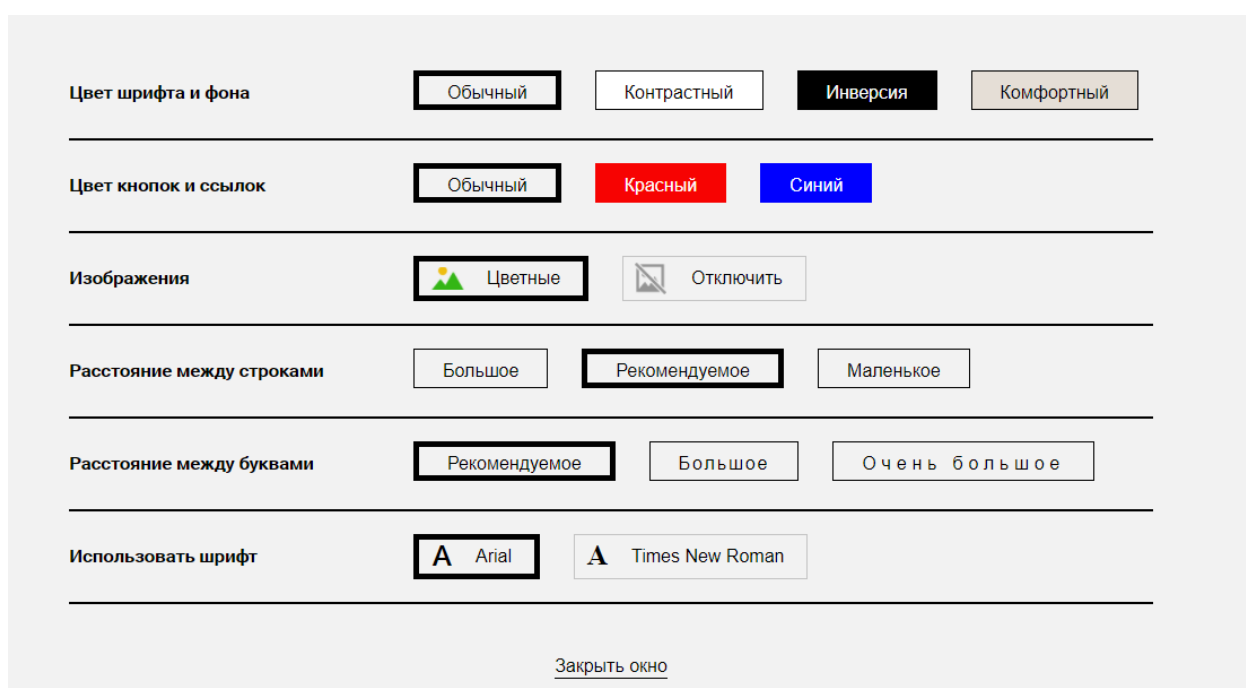 Цвет шрифта и фона Обычный Контрастный Инверсия Комфортный
Цвет кнопок и ссылок Обычный Красный Синий
Изображения Цветные Отключить
Расстояние между строками Большое Рекомендуемое Маленькое
Расстояние между буквами Рекомендуемое Большое Очень большое
Использовать шрифт A Arial A Times New Roman
Закрыть окно